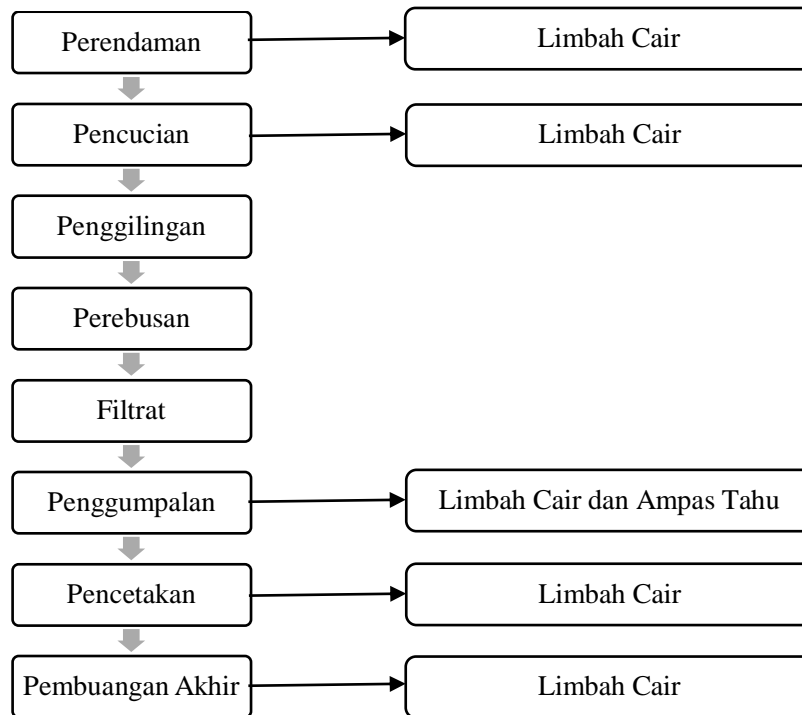 Perendaman
Limbah Cair
Pencucian
Limbah Cair
Penggilingan
Perebusan
Filtrat
Penggumpalan
Limbah Cair dan Ampas Tahu
Pencetakan
Limbah Cair
Pembuangan Akhir
Limbah Cair